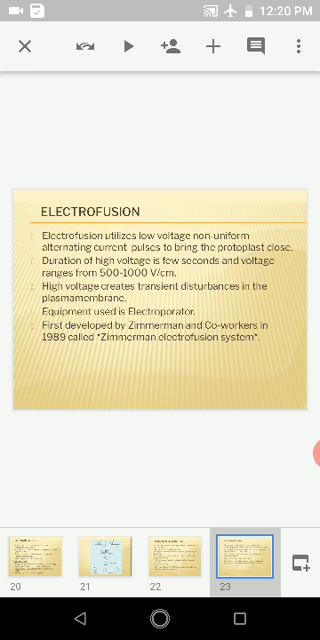 12:20 PM
ELECTROFUSION
Electrofusion utilizes low voltage non-uniform
alternating current pulses to bring the protoplast close.
Duration of high voltage is few seconds and voltage
ranges from 500-1000 V/cm.
High voltage creates transient disturbances in the
plasmamembrane.
Equipment used is Electroporator.
First developed by Zimmerman and Co-workers in
1989 called "Zimmerman electrofusion system".
20
21
22
23